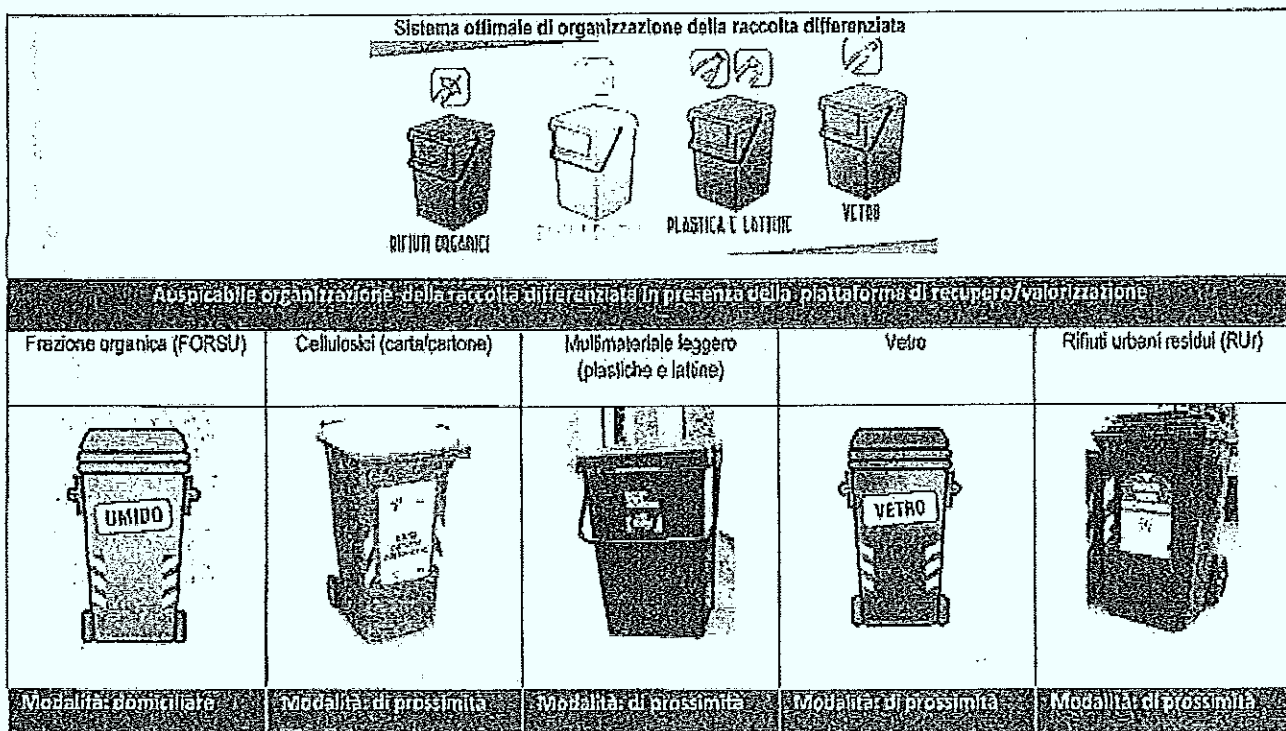 Sistema ottimale di organizzazione della raccolta differenziata
RIFIUTI ORGANICI
PLASTICA E LATTINE
VETRO
Auspicabile organizzazione della raccolta differenziata in presenza della piattaforma di recupero/valorizzazione
Frazione organica (FORSU)
Cellulosici (carta/cartone)
Multimateriale leggero
(plastiche e lattine)
Vetro
Rifiuti urbani residui (RUr)
UMIDO
VETRO
Modalità: domiciliare
Modalità: di prossimità
Modalità: di prossimità
Modalità: di prossimità
Modalità: di prossimità